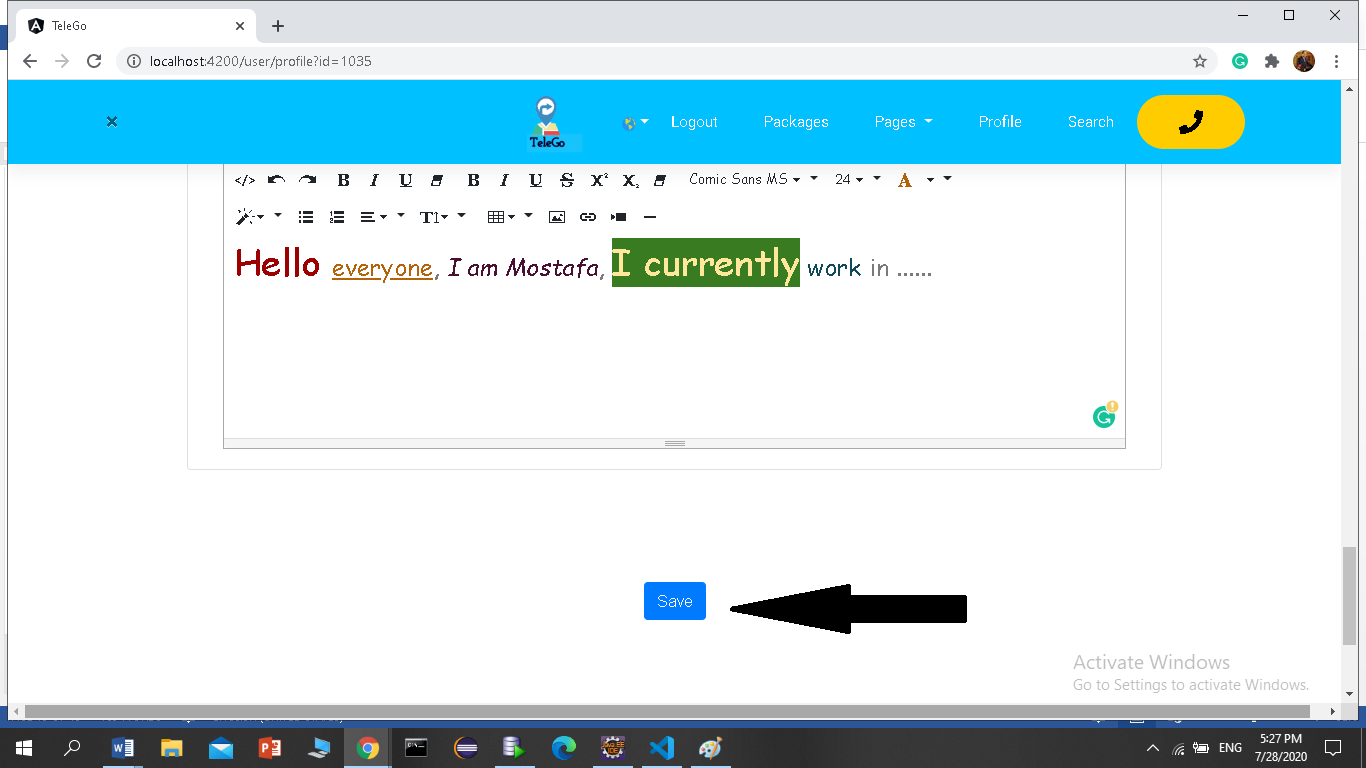 TeleGo
localhost:4200/user/profile?id=1035
TeleGo
Logout Packages Pages Profile Search
</> B I U B I U S X² X₂ Comic Sans MS 24 A
T
Hello everyone, I am Mostafa, I currently work in ......
Save
Activate Windows
Go to Settings to activate Windows.
ENG
5:27 PM
7/28/2020